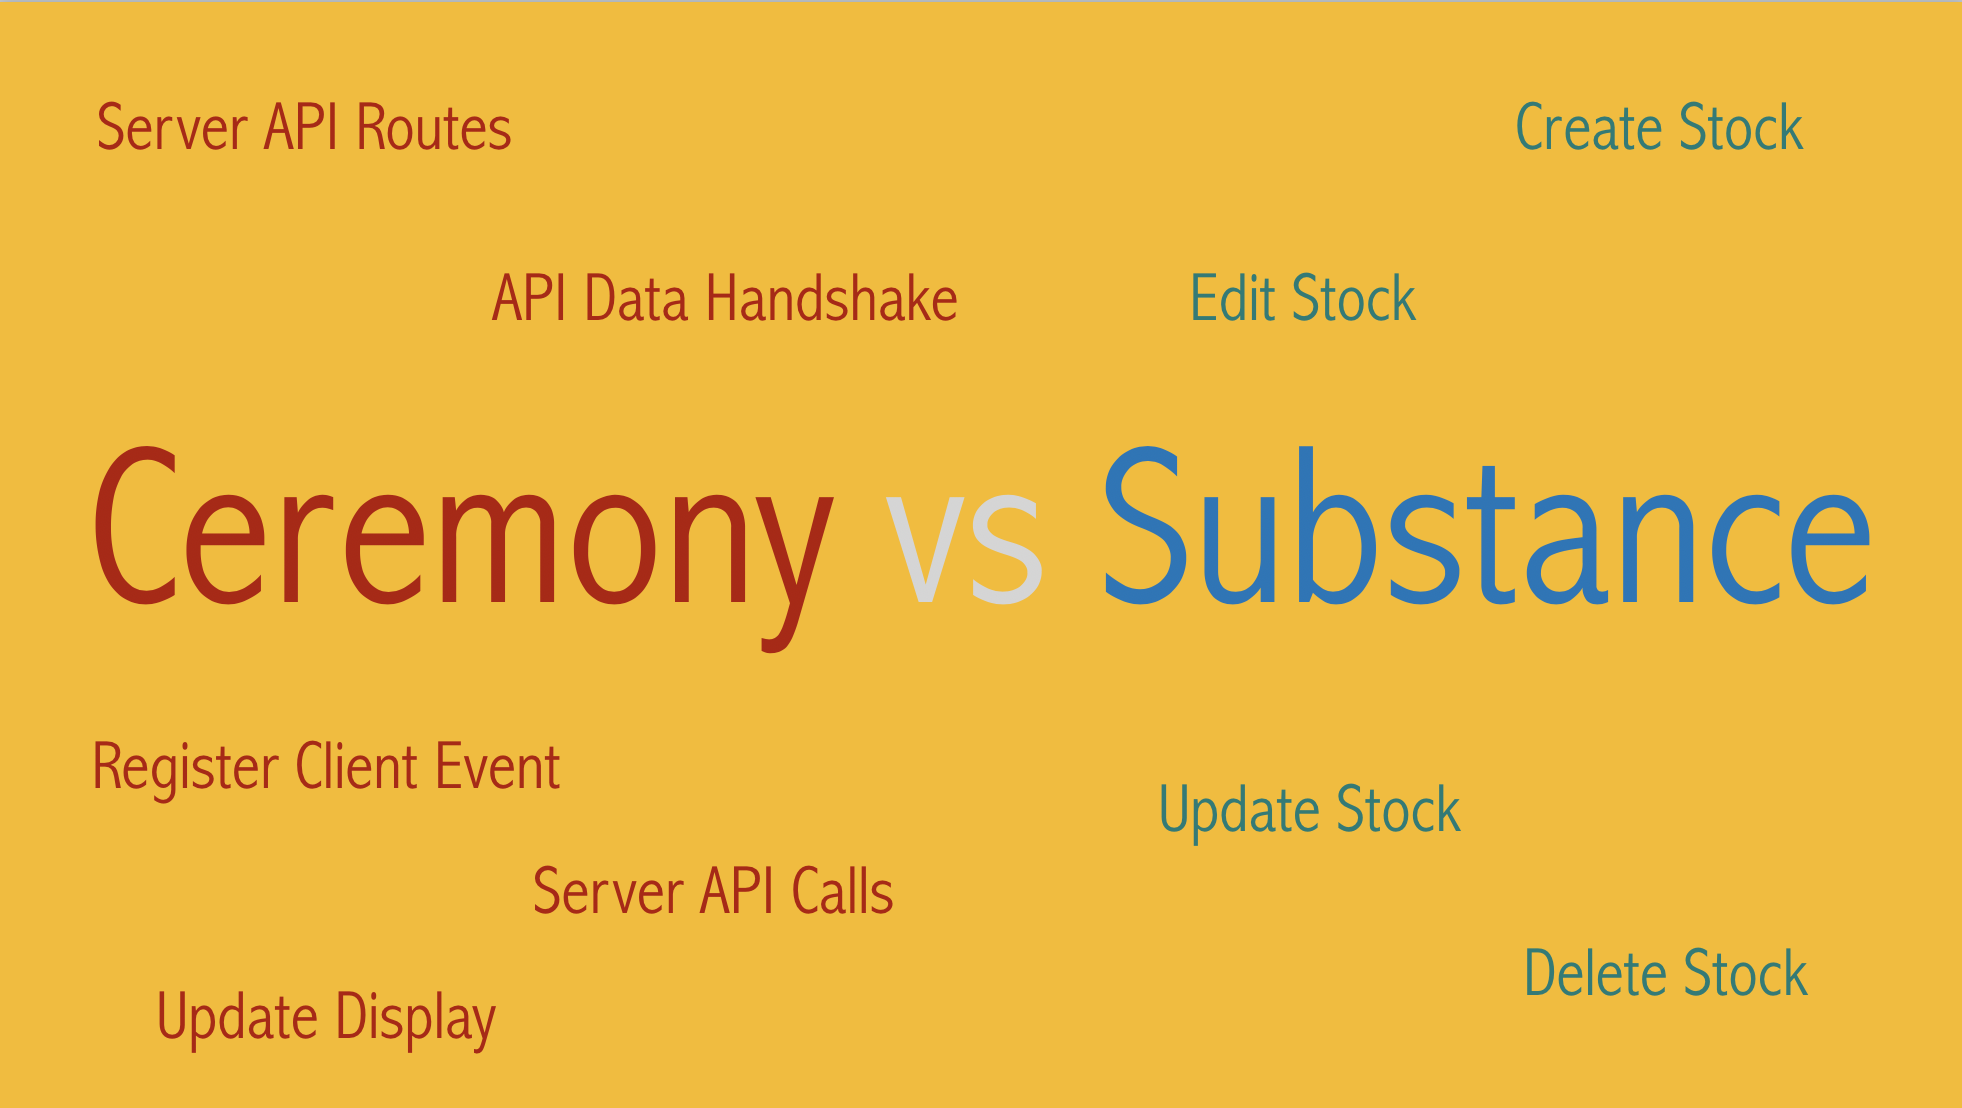 Server API Routes
Create Stock
API Data Handshake
Edit Stock
Ceremony vs Substance
Register Client Event
Update Stock
Server API Calls
Delete Stock
Update Display